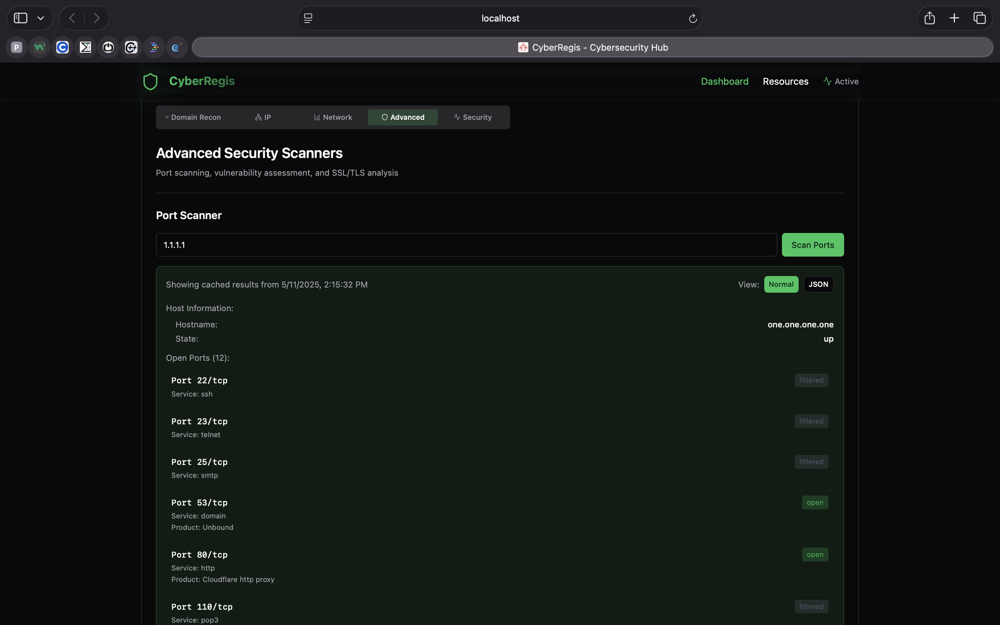 localhost
P
W3
C
C++
e
CyberRegis - Cybersecurity Hub
CyberRegis
Dashboard
Resources
Active
Domain Recon
IP
Network
Advanced
Security
Advanced Security Scanners
Port scanning, vulnerability assessment, and SSL/TLS analysis
Port Scanner
1.1.1.1
Scan Ports
Showing cached results from 5/11/2025, 2:15:32 PM
View: Normal JSON
Host Information:
Hostname: one.one.one.one
State: up
Open Ports (12):
Port 22/tcp filtered
Service: ssh
Port 23/tcp filtered
Service: telnet
Port 25/tcp filtered
Service: smtp
Port 53/tcp open
Service: domain
Product: Unbound
Port 80/tcp open
Service: http
Product: Cloudflare http proxy
Port 110/tcp filtered
Service: pop3